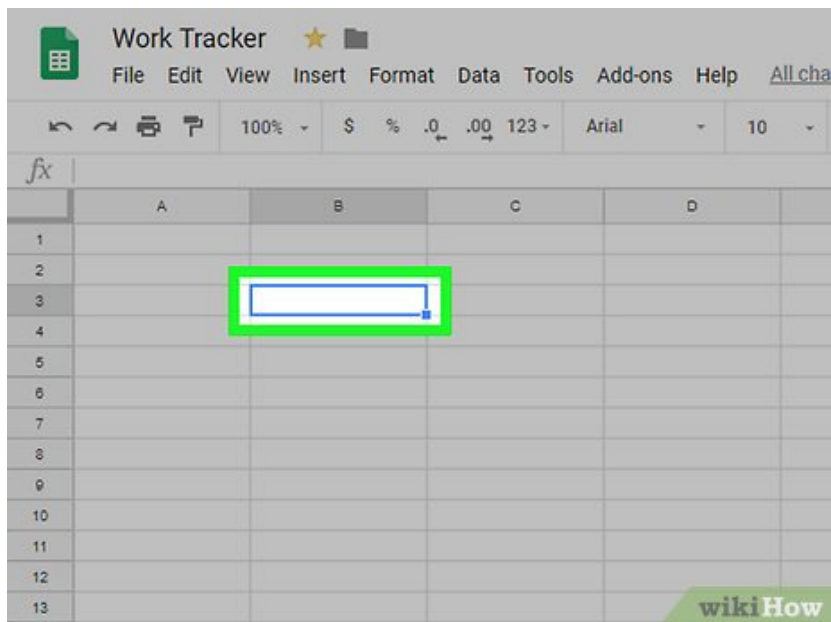 Work Tracker
File Edit View Insert Format Data Tools Add-ons Help All cha
100% $ % .0 .00 123 Arial 10
fx
A B C D
1
2
3
4
5
6
7
8
9
10
11
12
13
wikiHow